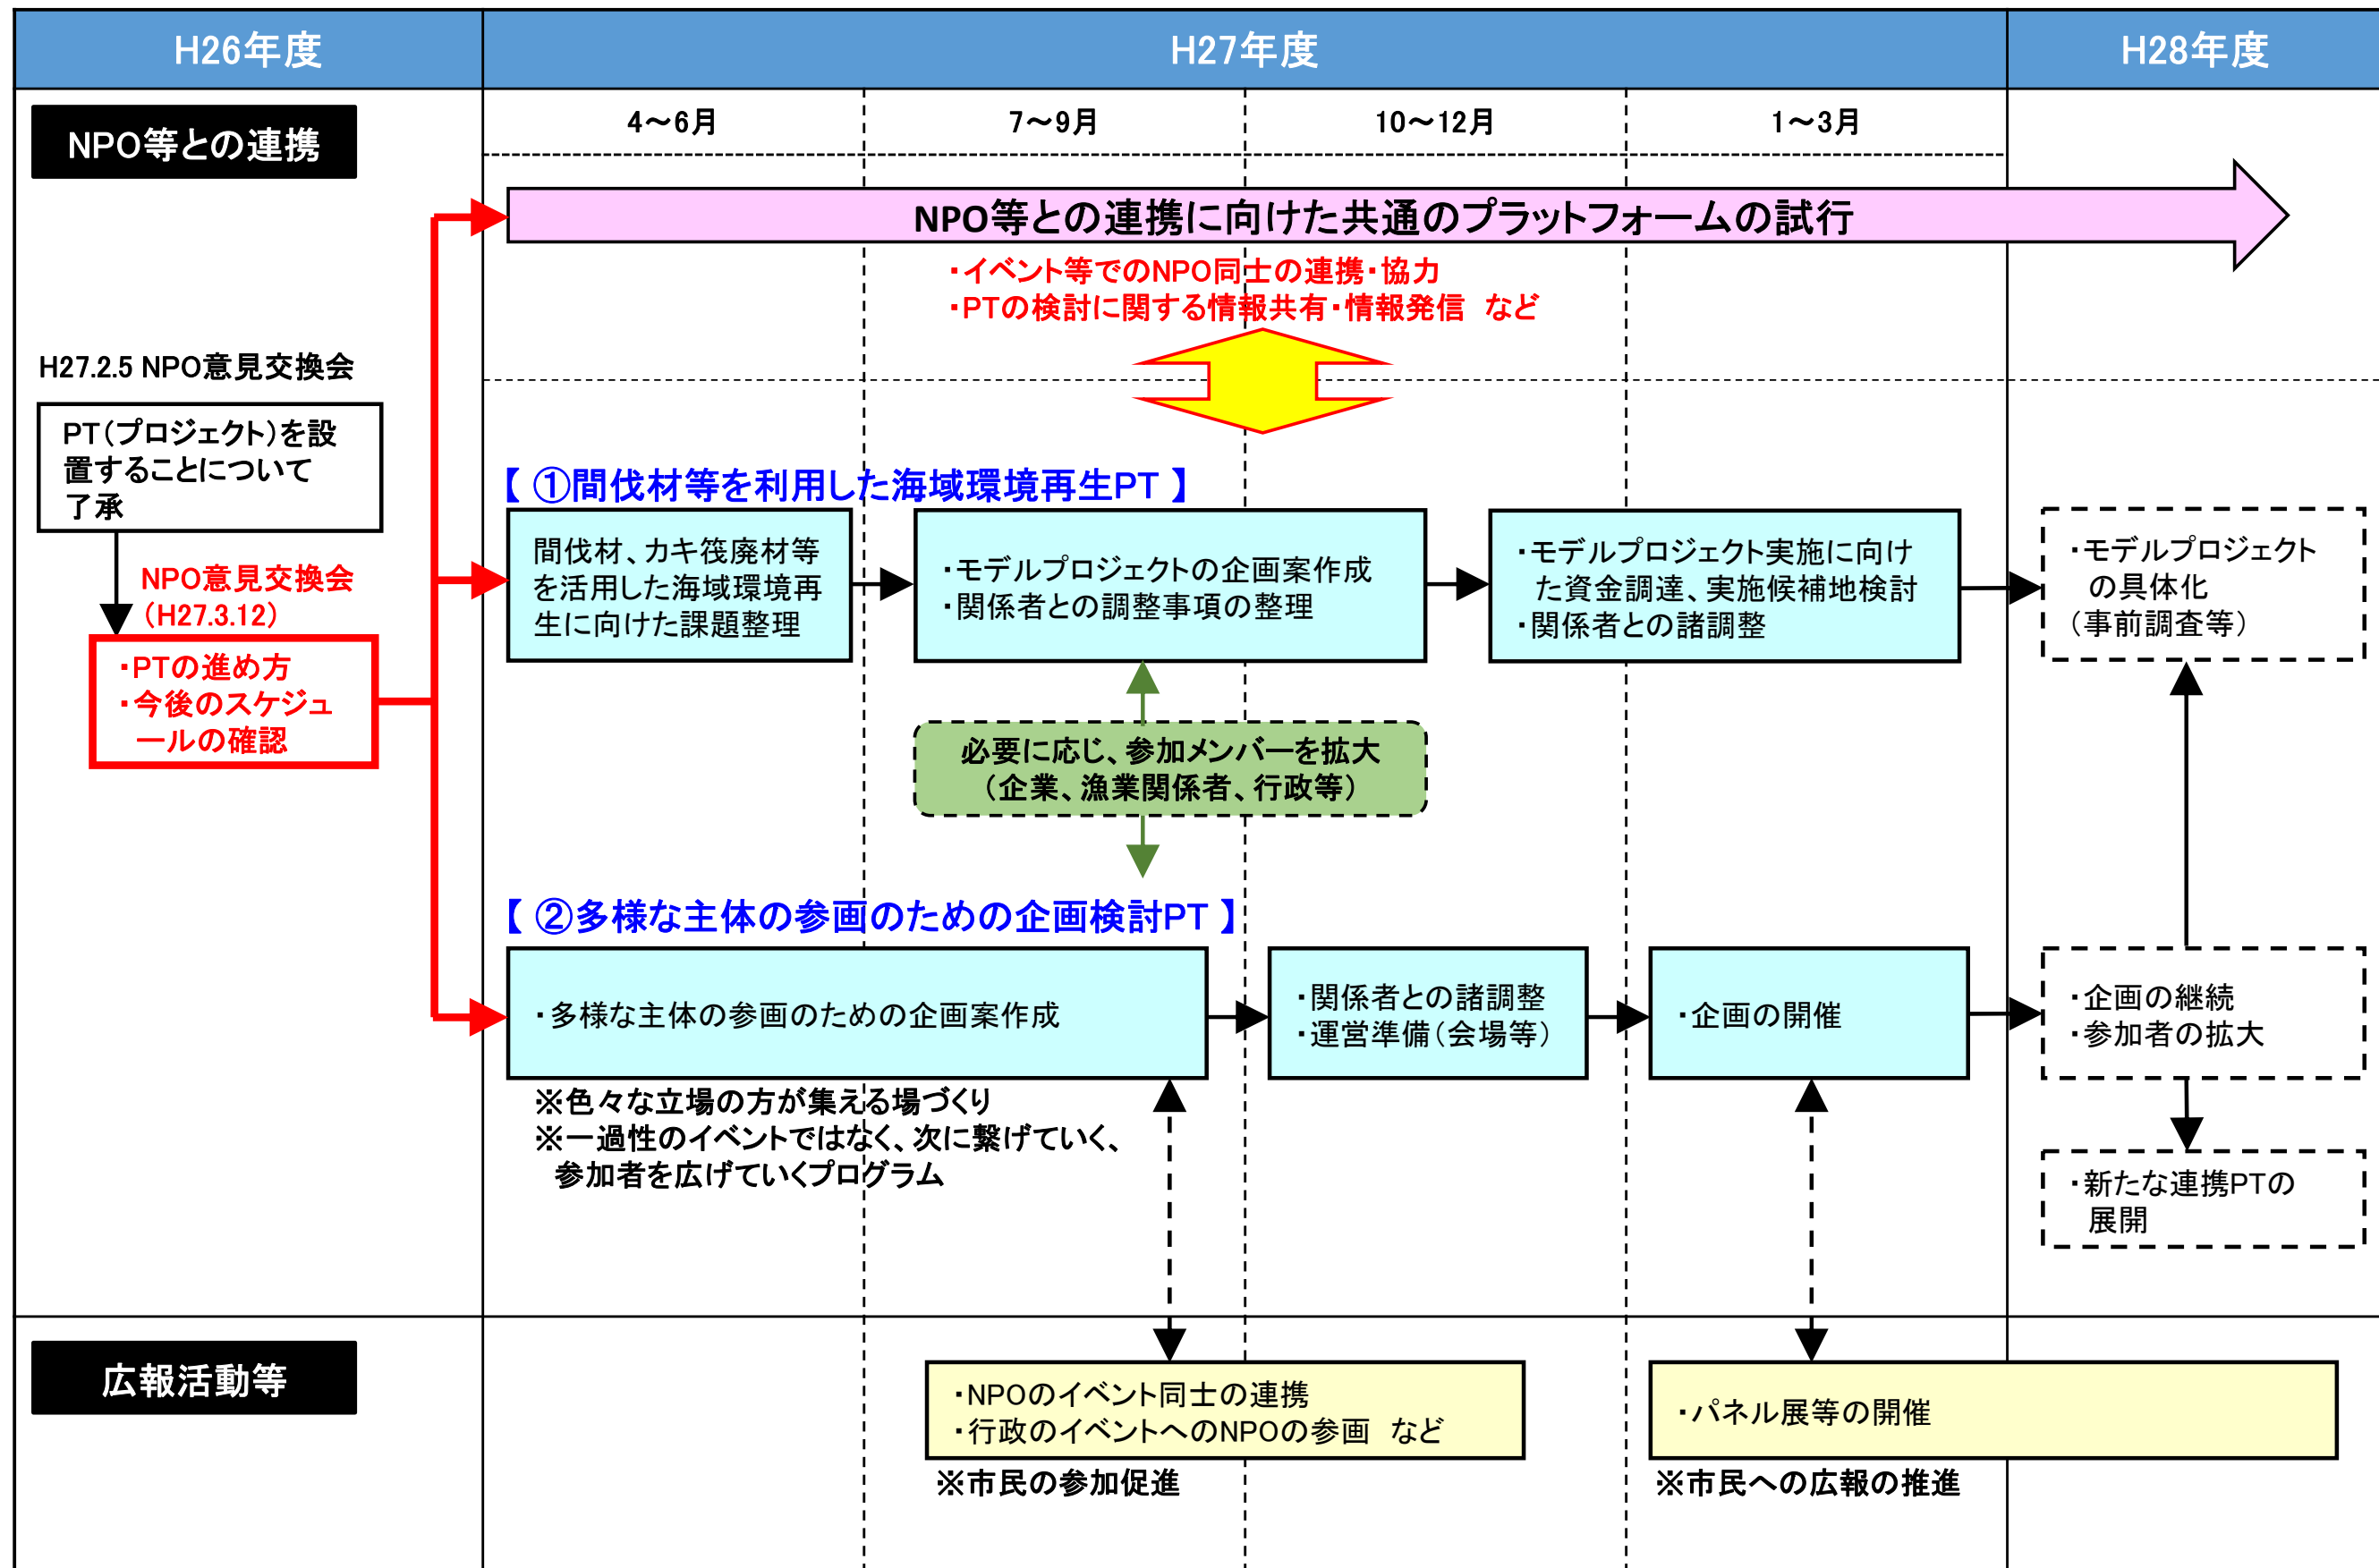 H26年度
H27年度
H28年度
NPO等との連携
4～6月
7～9月
10～12月
1～3月
NPO等との連携に向けた共通のプラットフォームの試行
・イベント等でのNPO同士の連携・協力
・PTの検討に関する情報共有・情報発信　など
H27.2.5 NPO意見交換会
PT（プロジェクト）を設
置することについて
了承
NPO意見交換会
（H27.3.12）
・PTの進め方
・今後のスケジュ
ールの確認
【 ①間伐材等を利用した海域環境再生PT 】
間伐材、カキ筏廃材等
を活用した海域環境再
生に向けた課題整理
・モデルプロジェクトの企画案作成
・関係者との調整事項の整理
・モデルプロジェクト実施に向け
た資金調達、実施候補地検討
・関係者との諸調整
・モデルプロジェクト
の具体化
（事前調査等）
必要に応じ、参加メンバーを拡大
（企業、漁業関係者、行政等）
【 ②多様な主体の参画のための企画検討PT 】
・多様な主体の参画のための企画案作成
・関係者との諸調整
・運営準備（会場等）
・企画の開催
・企画の継続
・参加者の拡大
※色々な立場の方が集える場づくり
※一過性のイベントではなく、次に繋げていく、
参加者を広げていくプログラム
・新たな連携PTの
展開
広報活動等
・NPOのイベント同士の連携
・行政のイベントへのNPOの参画　など
※市民の参加促進
・パネル展等の開催
※市民への広報の推進